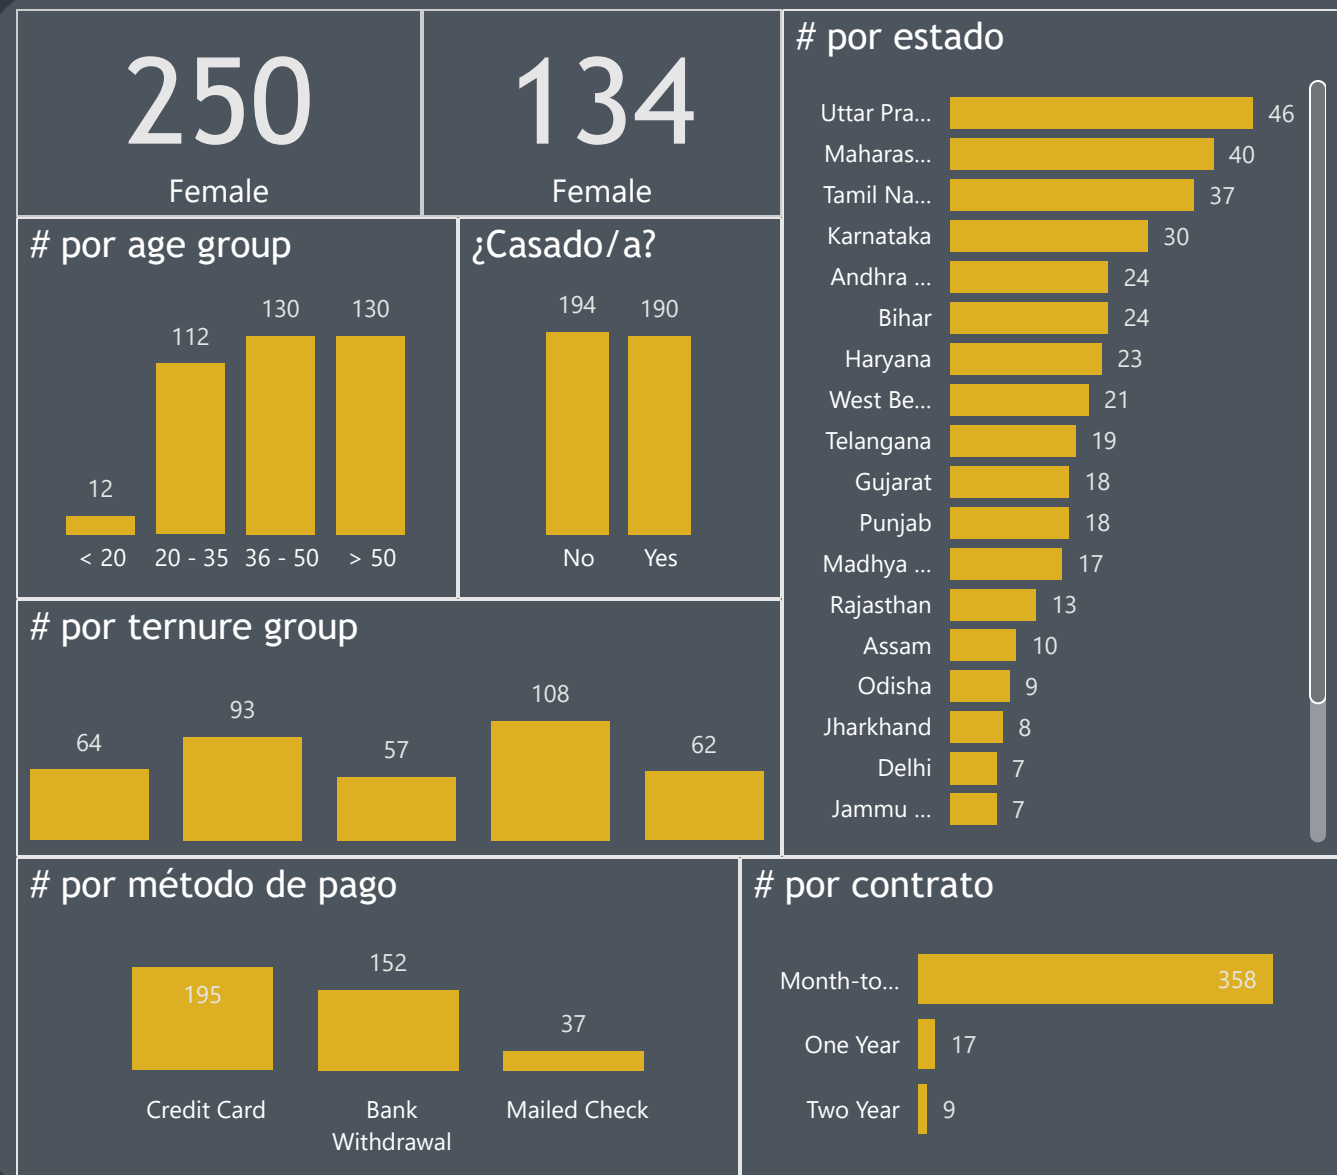 250
Female
134
Female
# por estado
Uttar Pra... 46
Maharas... 40
Tamil Na... 37
Karnataka 30
Andhra ... 24
Bihar 24
Haryana 23
West Be... 21
Telangana 19
Gujarat 18
Punjab 18
Madhya ... 17
Rajasthan 13
Assam 10
Odisha 9
Jharkhand 8
Delhi 7
Jammu ... 7
# por age group
12 112 130 130
< 20 20 - 35 36 - 50 > 50
¿Casado/a?
194 190
No Yes
# por ternure group
64 93 57 108 62
# por método de pago
195 152 37
Credit Card Bank Mailed Check
Withdrawal
# por contrato
Month-to... 358
One Year 17
Two Year 9